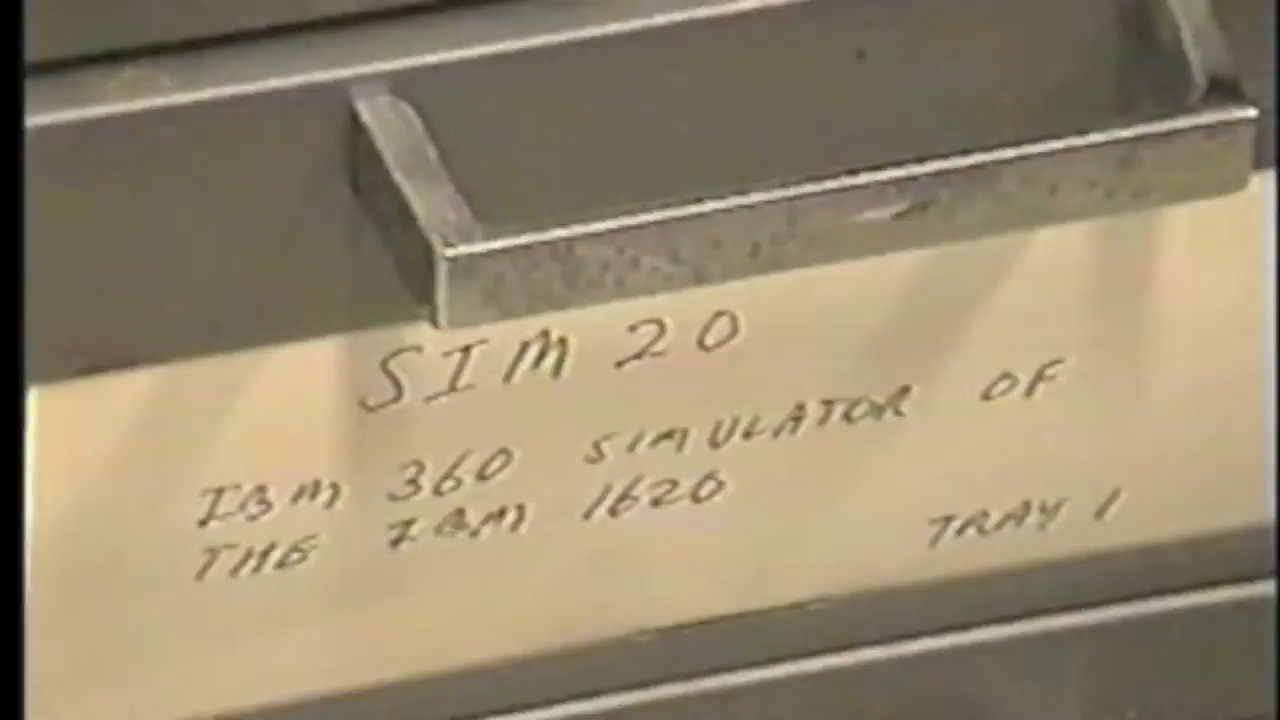 SIM 20
IBM 360 SIMULATOR OF
THE IBM 1620
TRAY 1